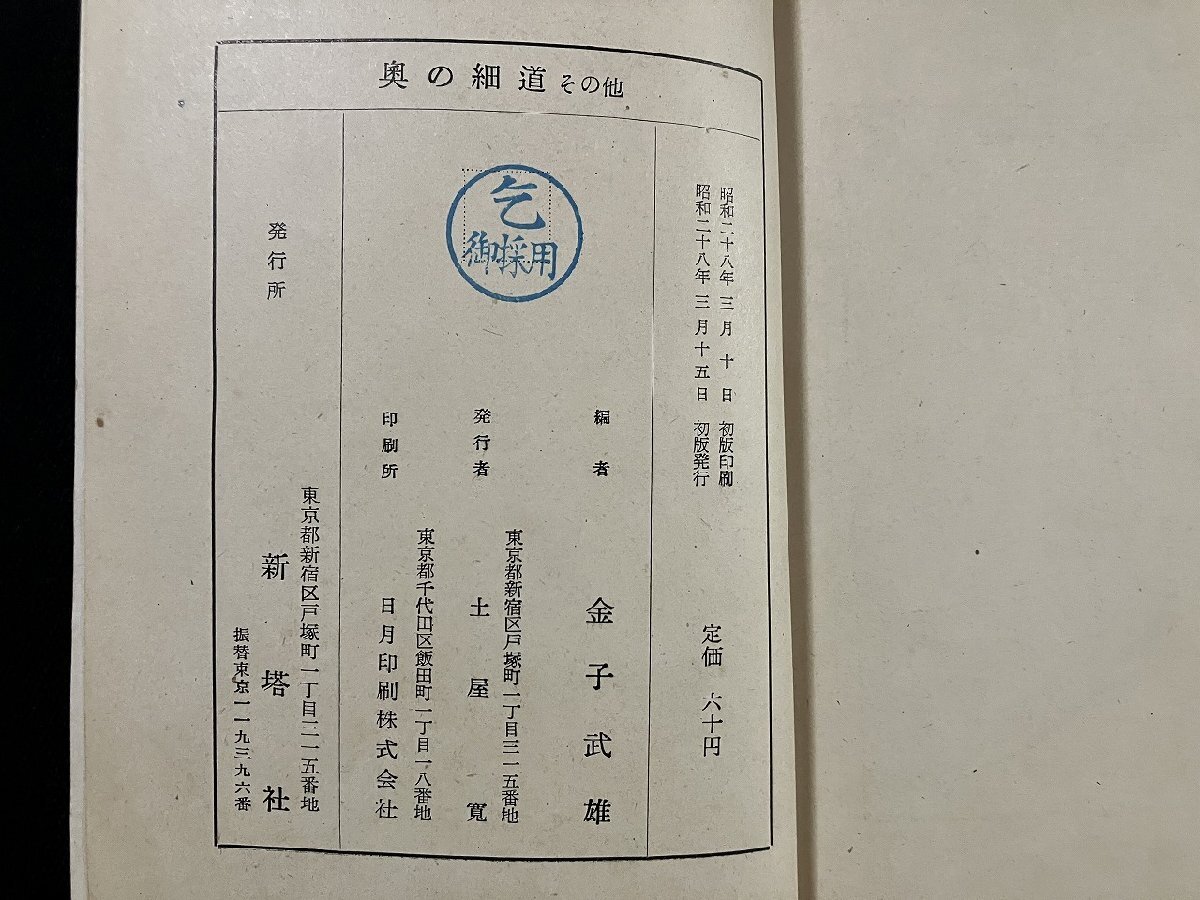 奥の細道 その他
昭和二十八年三月十日 初版印刷
昭和二十八年三月十五日 初版発行
定価 六十円
乞
御採用
編者 金子武雄
東京都新宿区戸塚町一丁目三一五番地
発行者 土屋寛
東京都千代田区飯田町一丁目一八番地
印刷所 日月印刷株式会社
東京都新宿区戸塚町一丁目三一五番地
発行所 新塔社
振替東京一一九三九六番